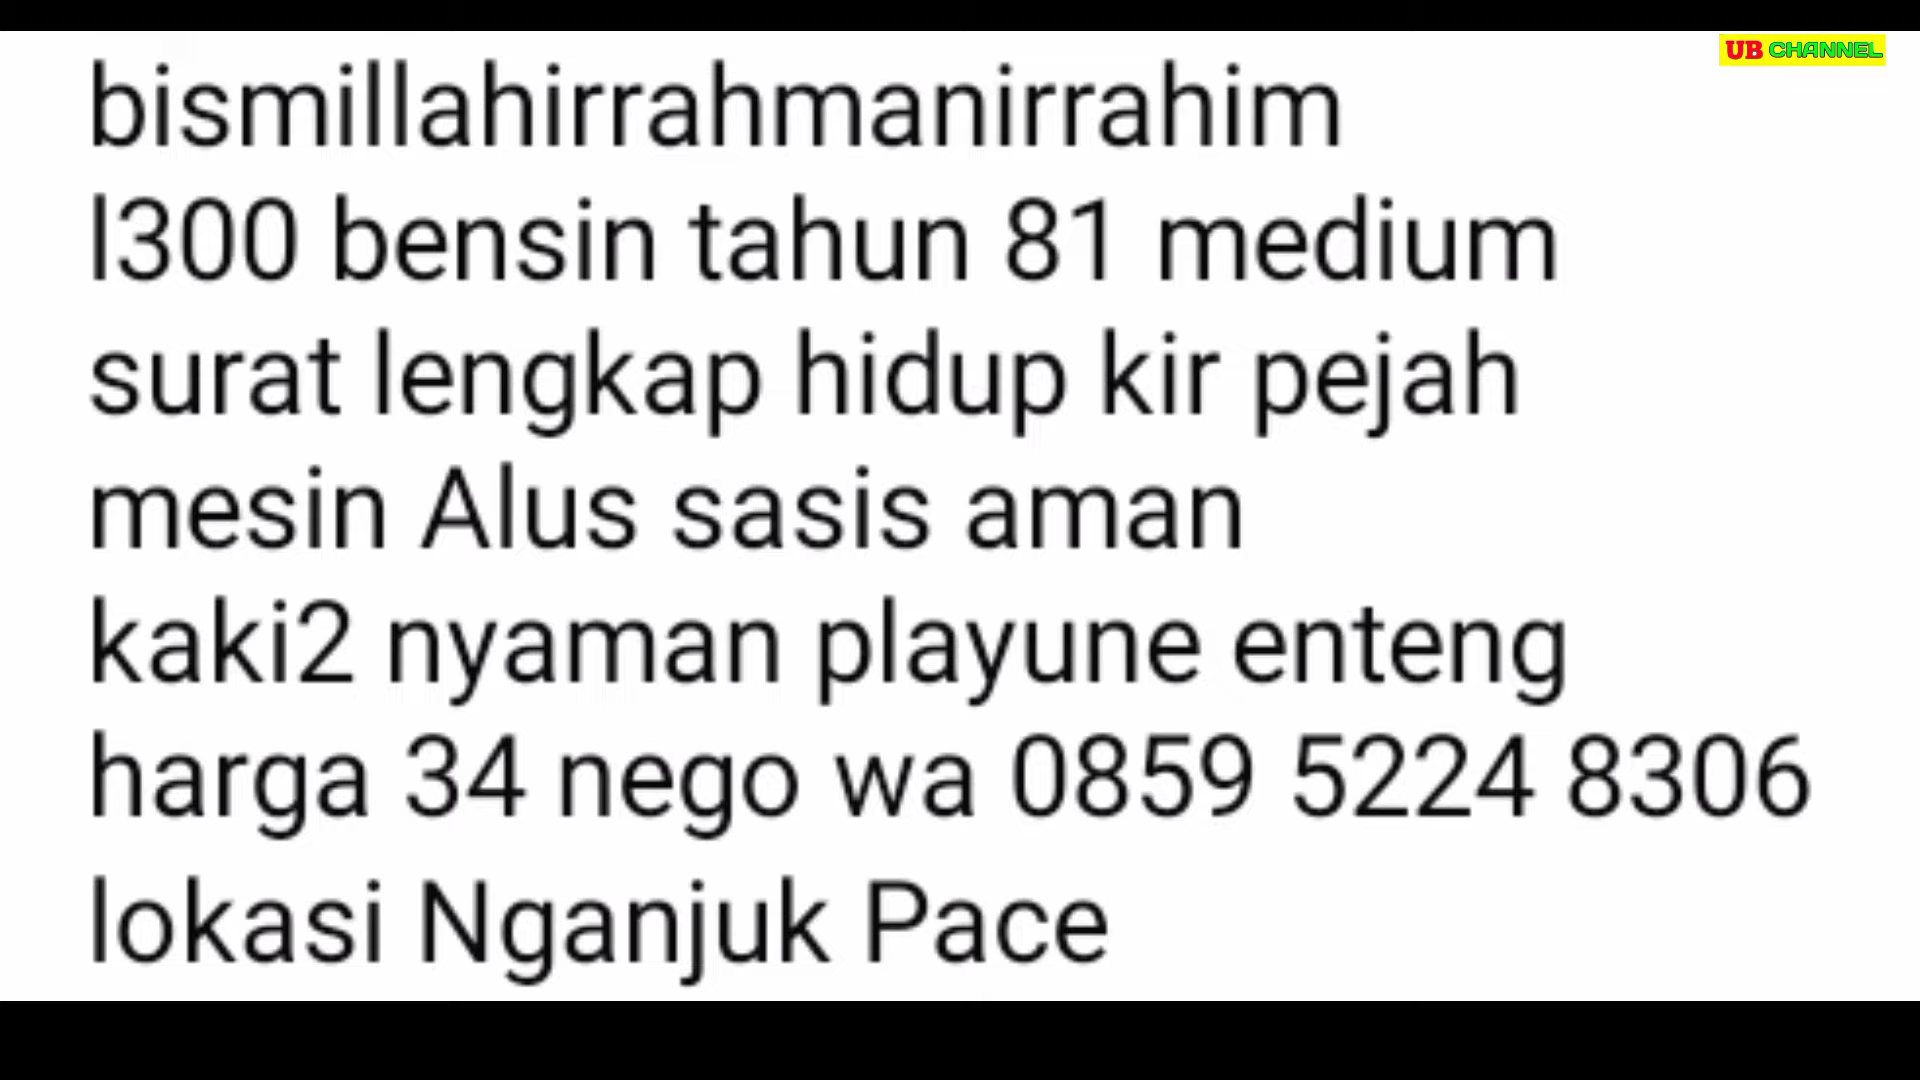 UB CHANNEL
bismillahirrahmanirrahim
l300 bensin tahun 81 medium
surat lengkap hidup kir pejah
mesin Alus sasis aman
kaki2 nyaman playune enteng
harga 34 nego wa 0859 5224 8306
lokasi Nganjuk Pace